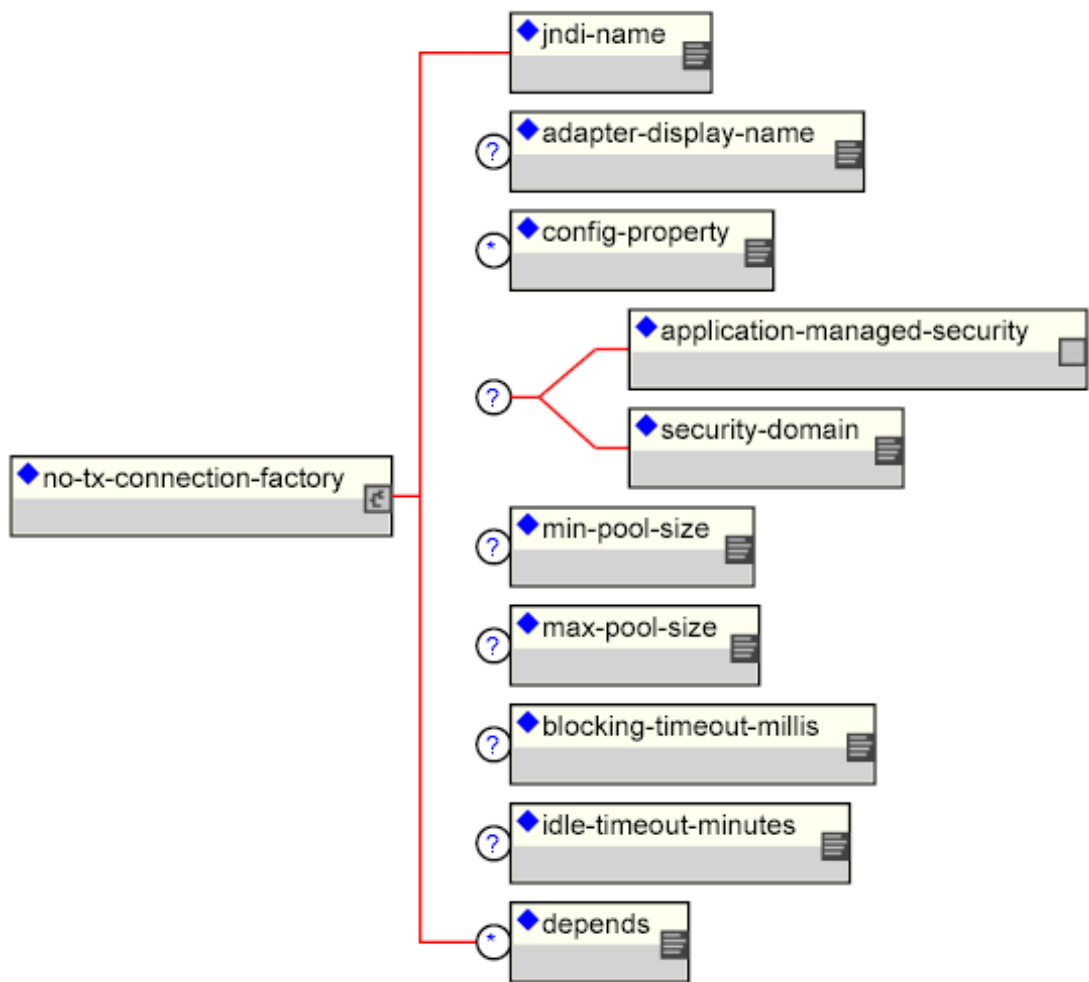 jndi-name
? adapter-display-name
* config-property
application-managed-security
?
security-domain
no-tx-connection-factory
? min-pool-size
? max-pool-size
? blocking-timeout-millis
? idle-timeout-minutes
* depends